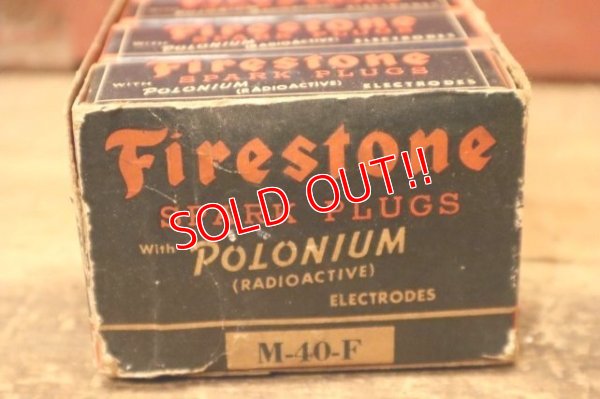 Firestone
SPARK PLUGS
WITH POLONIUM (RADIOACTIVE) ELECTRODES
Firestone
SPARK PLUGS
With POLONIUM
(RADIOACTIVE)
ELECTRODES
M-40-F
SOLD OUT!!